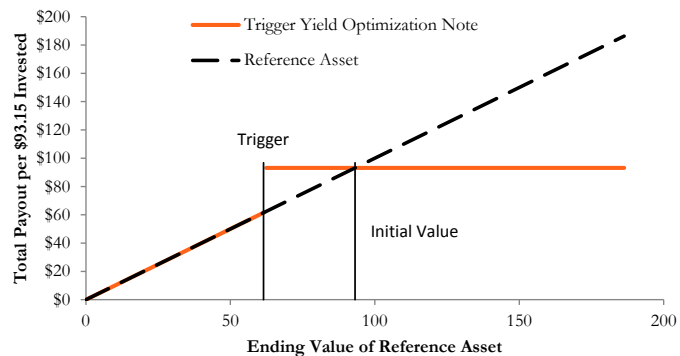 $200
$180
$160
$140
$120
$100
$80
$60
$40
$20
$0
Total Payout per $93.15 Invested
Trigger Yield Optimization Note
Reference Asset
Trigger
Initial Value
0
50
100
150
200
Ending Value of Reference Asset